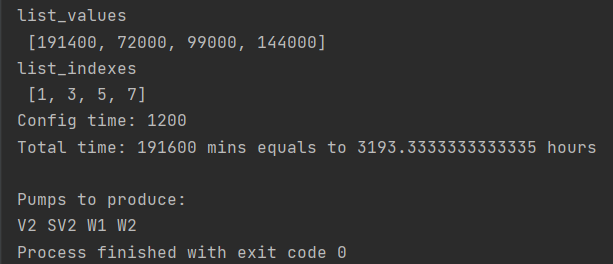 list_values
[191400, 72000, 99000, 144000]
list_indexes
[1, 3, 5, 7]
Config time: 1200
Total time: 191600 mins equals to 3193.3333333333335 hours
Pumps to produce:
V2 SV2 W1 W2
Process finished with exit code 0